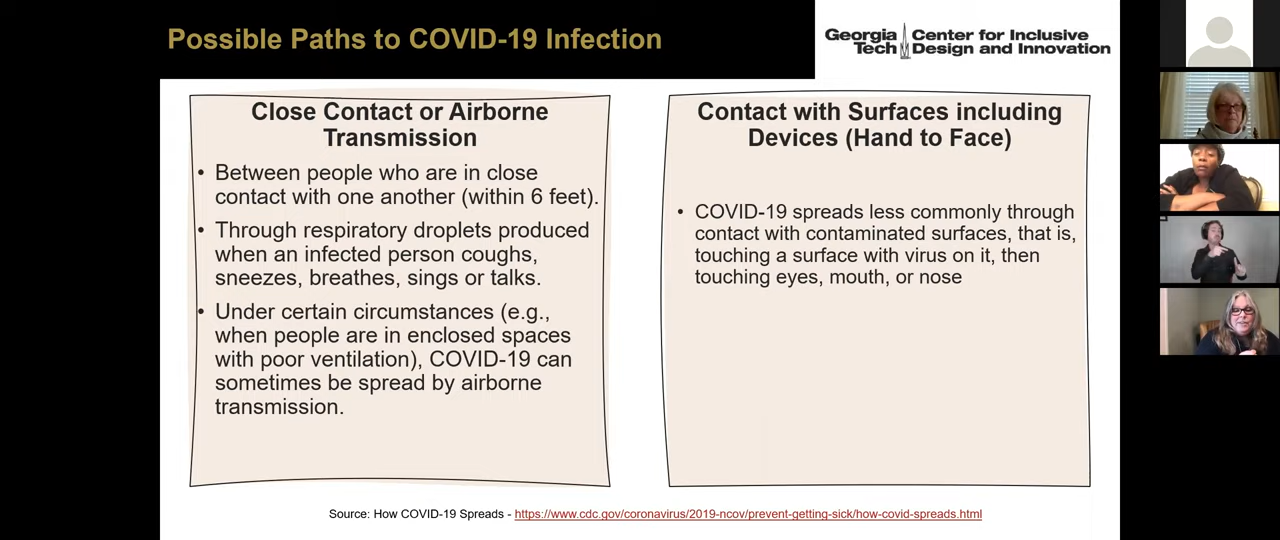 Possible Paths to COVID-19 Infection
Georgia Tech
Center for Inclusive
Design and Innovation
Close Contact or Airborne
Transmission
• Between people who are in close
contact with one another (within 6 feet).
• Through respiratory droplets produced
when an infected person coughs,
sneezes, breathes, sings or talks.
• Under certain circumstances (e.g.,
when people are in enclosed spaces
with poor ventilation), COVID-19 can
sometimes be spread by airborne
transmission.
Contact with Surfaces including
Devices (Hand to Face)
• COVID-19 spreads less commonly through
contact with contaminated surfaces, that is,
touching a surface with virus on it, then
touching eyes, mouth, or nose
Source: How COVID-19 Spreads - https://www.cdc.gov/coronavirus/2019-ncov/prevent-getting-sick/how-covid-spreads.html